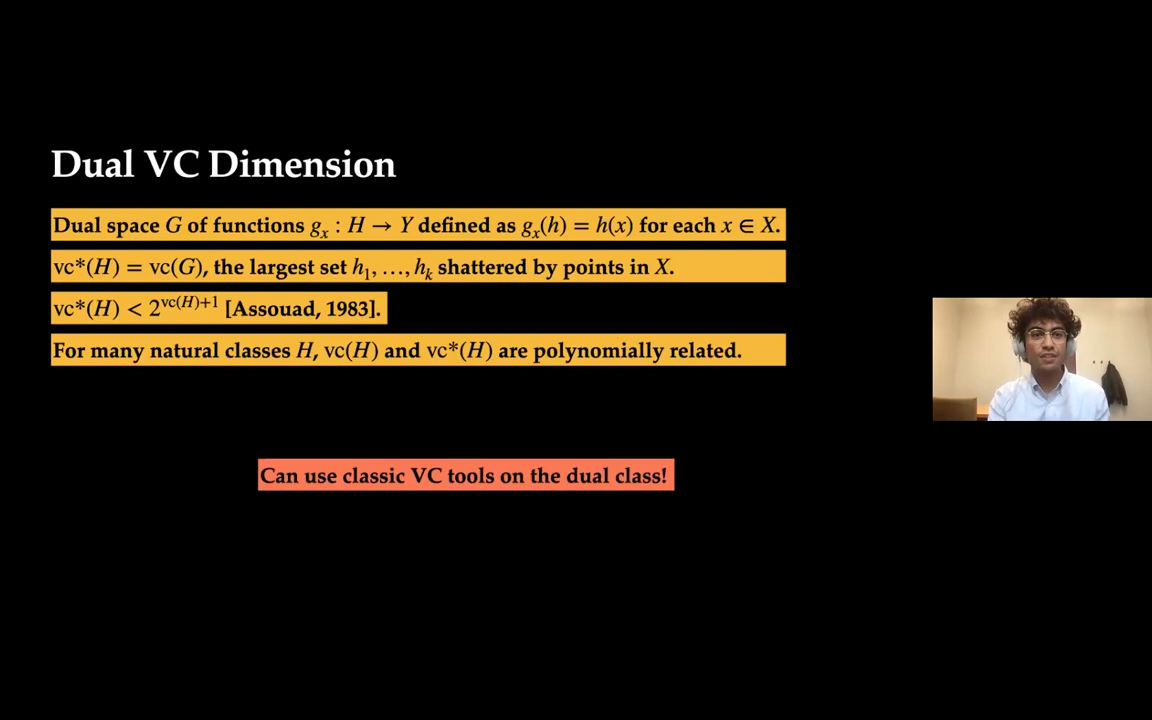 Dual VC Dimension
Dual space G of functions gₓ : H → Y defined as gₓ(h) = h(x) for each x ∈ X.
vc*(H) = vc(G), the largest set h₁, …, hₖ shattered by points in X.
vc*(H) < 2^{vc(H)+1} [Assouad, 1983].
For many natural classes H, vc(H) and vc*(H) are polynomially related.
Can use classic VC tools on the dual class!